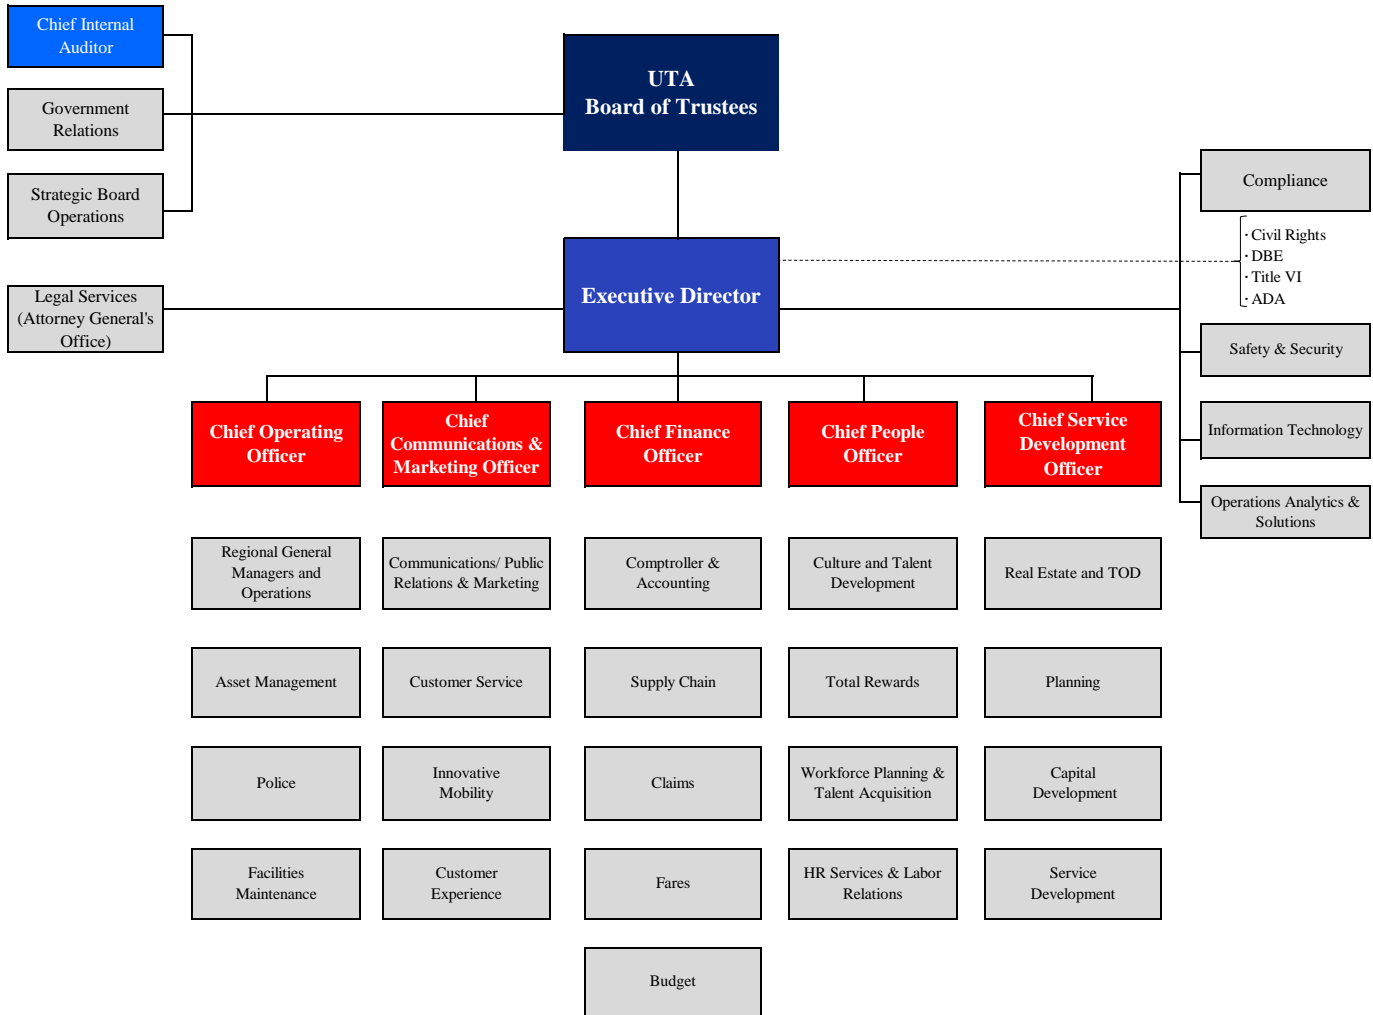 Chief Internal
Auditor
UTA
Board of Trustees
Government
Relations
Strategic Board
Operations
Compliance
· Civil Rights
· DBE
· Title VI
· ADA
Executive Director
Legal Services
(Attorney General's
Office)
Safety & Security
Information Technology
Operations Analytics &
Solutions
Chief Operating
Officer
Chief
Communications &
Marketing Officer
Chief Finance
Officer
Chief People
Officer
Chief Service
Development
Officer
Regional General
Managers and
Operations
Communications/ Public
Relations & Marketing
Comptroller &
Accounting
Culture and Talent
Development
Real Estate and TOD
Asset Management
Customer Service
Supply Chain
Total Rewards
Planning
Police
Innovative
Mobility
Claims
Workforce Planning &
Talent Acquisition
Capital
Development
Facilities
Maintenance
Customer
Experience
Fares
HR Services & Labor
Relations
Service
Development
Budget